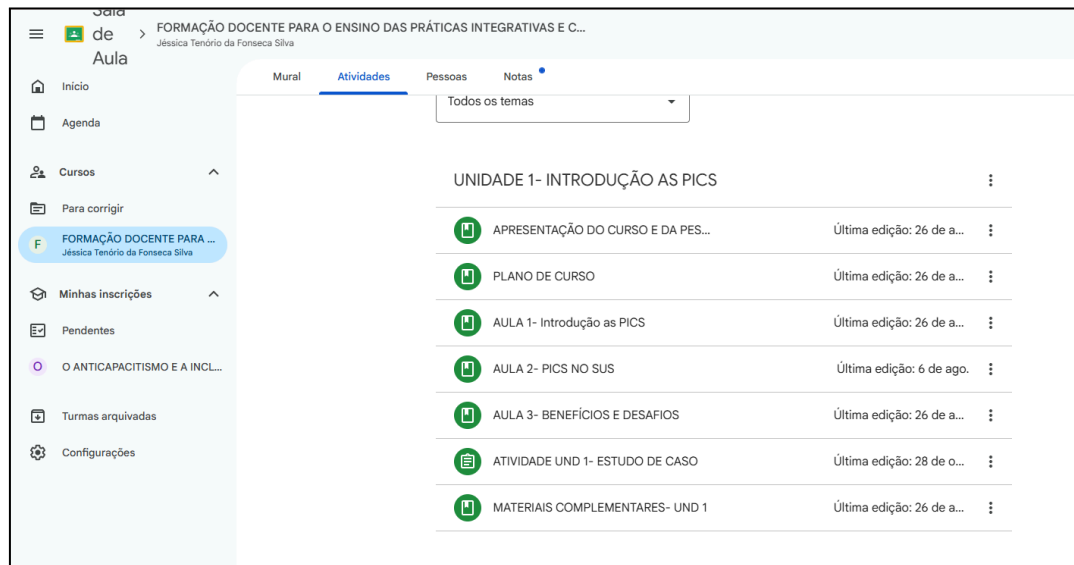 Sala
de
Aula
FORMAÇÃO DOCENTE PARA O ENSINO DAS PRÁTICAS INTEGRATIVAS E C...
Jéssica Tenório da Fonseca Silva
Início
Agenda
Cursos
Para corrigir
F
FORMAÇÃO DOCENTE PARA ...
Jéssica Tenório da Fonseca Silva
Minhas inscrições
Pendentes
O
O ANTICAPACITISMO E A INCL...
Turmas arquivadas
Configurações
Mural Atividades Pessoas Notas
Todos os temas
UNIDADE 1- INTRODUÇÃO AS PICS
APRESENTAÇÃO DO CURSO E DA PES... Última edição: 26 de a...
PLANO DE CURSO Última edição: 26 de a...
AULA 1- Introdução as PICS Última edição: 26 de a...
AULA 2- PICS NO SUS Última edição: 6 de ago.
AULA 3- BENEFÍCIOS E DESAFIOS Última edição: 26 de a...
ATIVIDADE UND 1- ESTUDO DE CASO Última edição: 28 de o...
MATERIAIS COMPLEMENTARES- UND 1 Última edição: 26 de a...